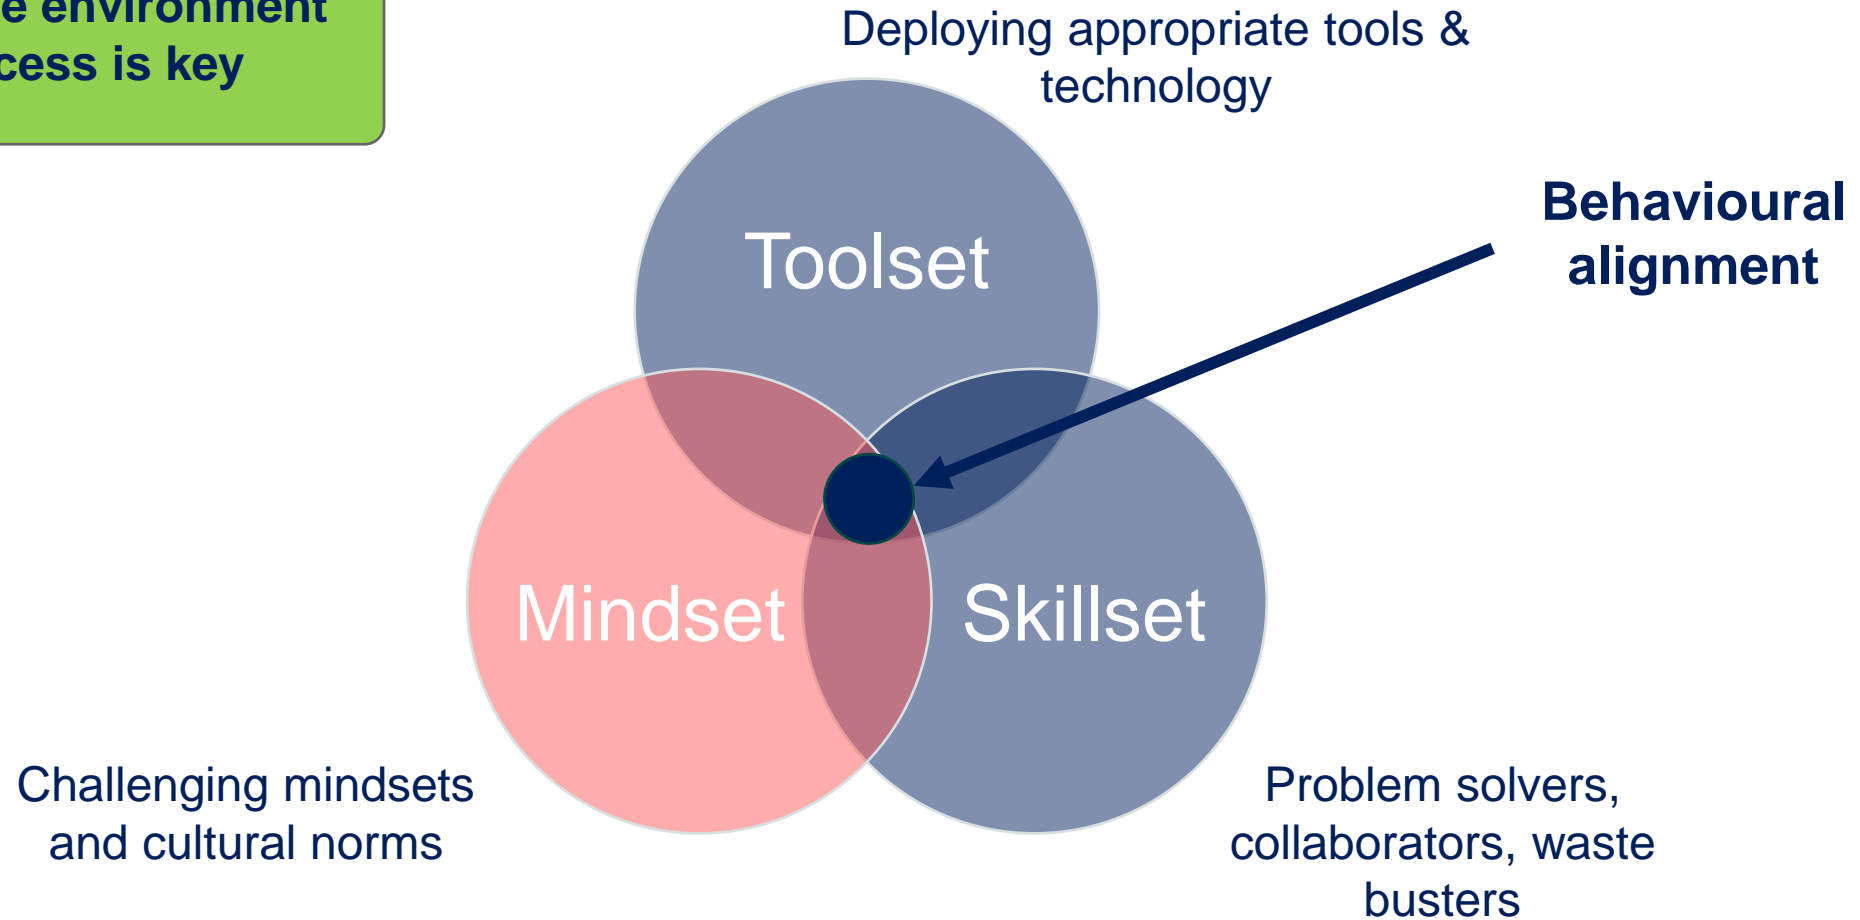 environment
is key
Deploying appropriate tools &
technology
Toolset
Behavioural
alignment
Mindset
Skillset
Challenging mindsets
and cultural norms
Problem solvers,
collaborators, waste
busters